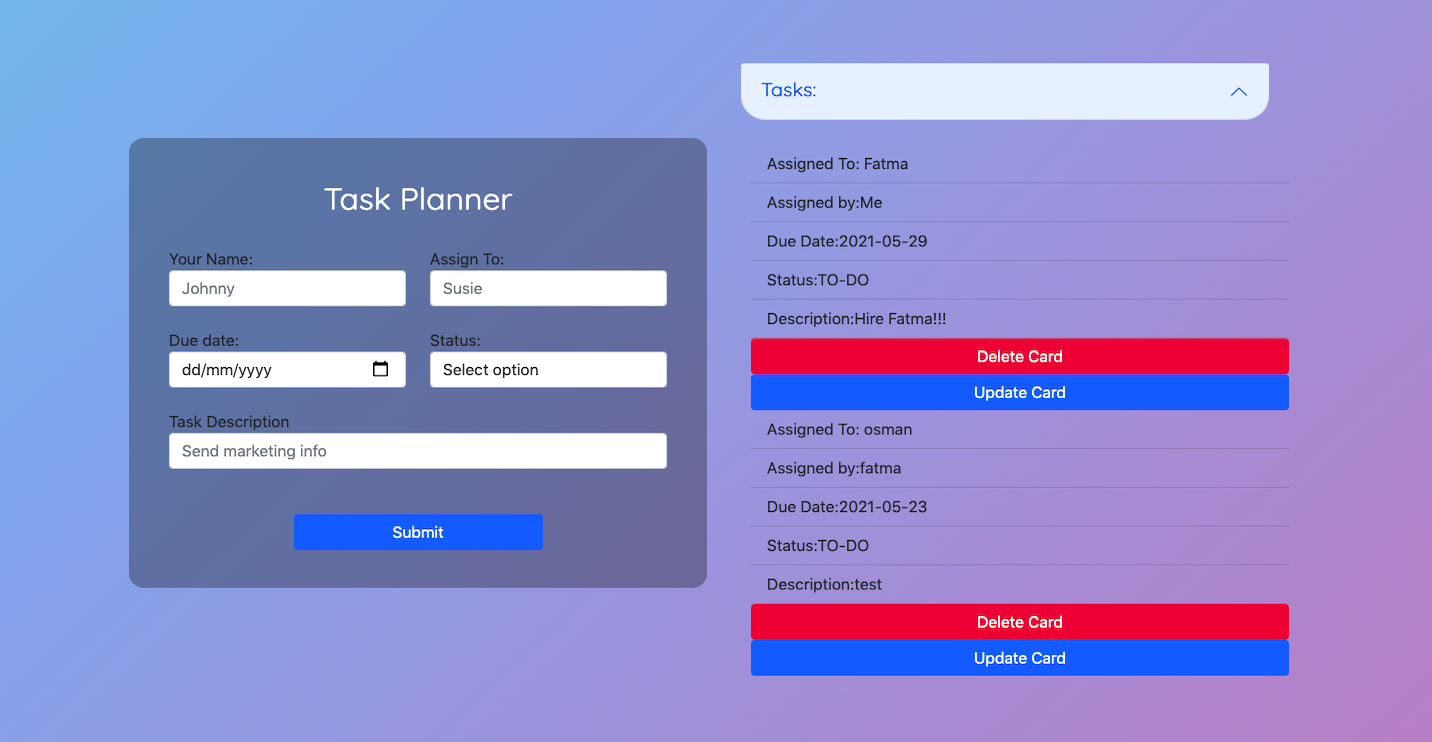 Task Planner
Your Name:
Assign To:
Johnny
Susie
Due date:
Status:
dd/mm/yyyy
Select option
Task Description
Send marketing info
Submit
Tasks:
Assigned To: Fatma
Assigned by:Me
Due Date:2021-05-29
Status:TO-DO
Description:Hire Fatma!!!
Delete Card
Update Card
Assigned To: osman
Assigned by:fatma
Due Date:2021-05-23
Status:TO-DO
Description:test
Delete Card
Update Card